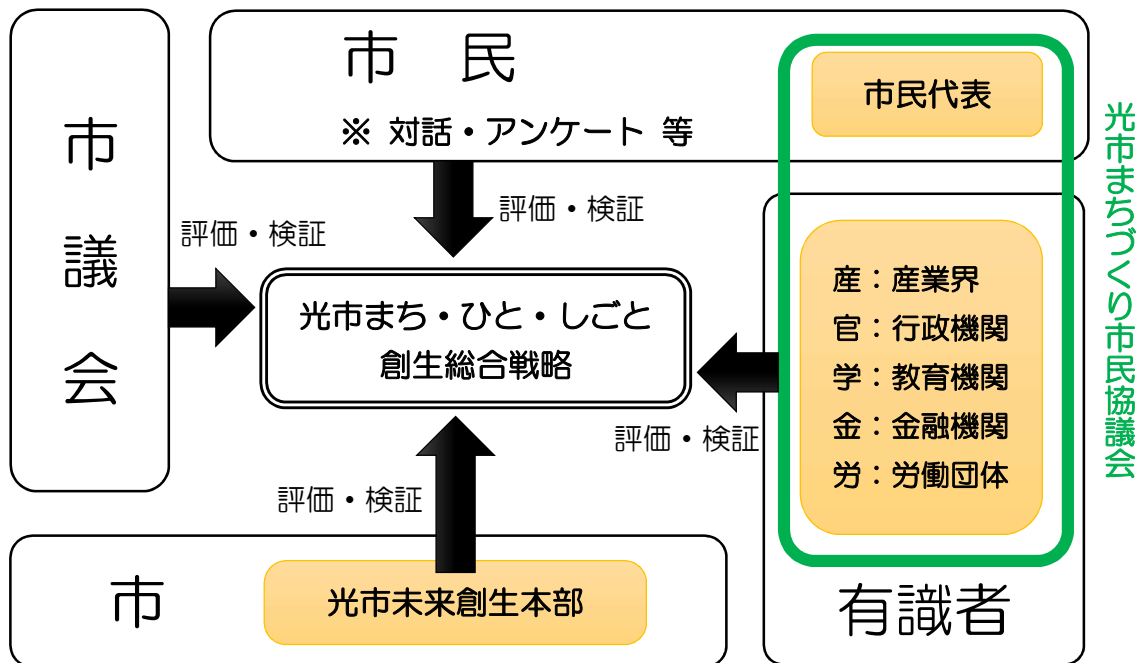 市議会
市　民
※ 対話・アンケート 等
市民代表
光市まちづくり市民協議会
評価・検証
評価・検証
光市まち・ひと・しごと
創生総合戦略
産：産業界
官：行政機関
学：教育機関
金：金融機関
労：労働団体
評価・検証
評価・検証
市
光市未来創生本部
有識者